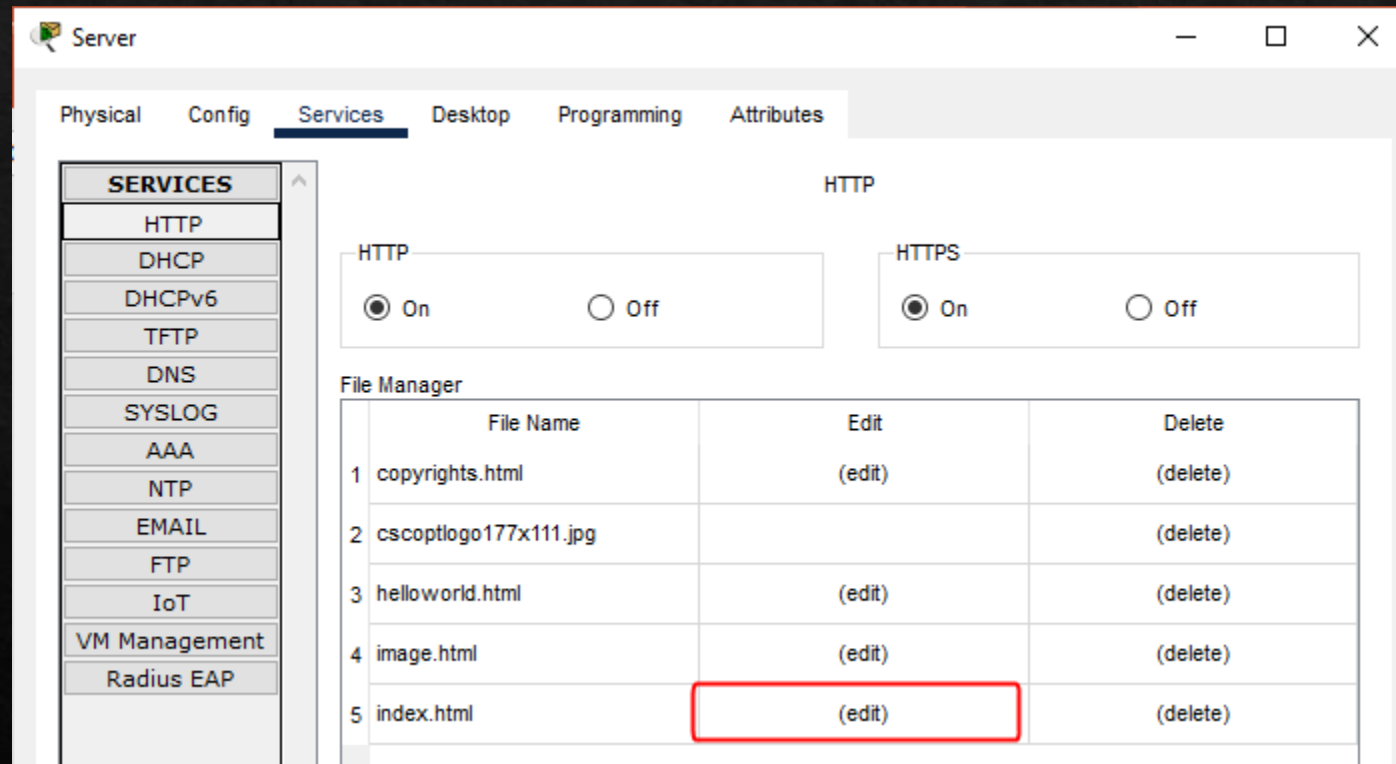 Server
Physical Config Services Desktop Programming Attributes
SERVICES
HTTP
DHCP
DHCPv6
TFTP
DNS
SYSLOG
AAA
NTP
EMAIL
FTP
IoT
VM Management
Radius EAP
HTTP
HTTP HTTPS
On Off On Off
File Manager
File Name Edit Delete
1 copyrights.html (edit) (delete)
2 cscoptlogo177x111.jpg (delete)
3 helloworld.html (edit) (delete)
4 image.html (edit) (delete)
5 index.html (edit) (delete)